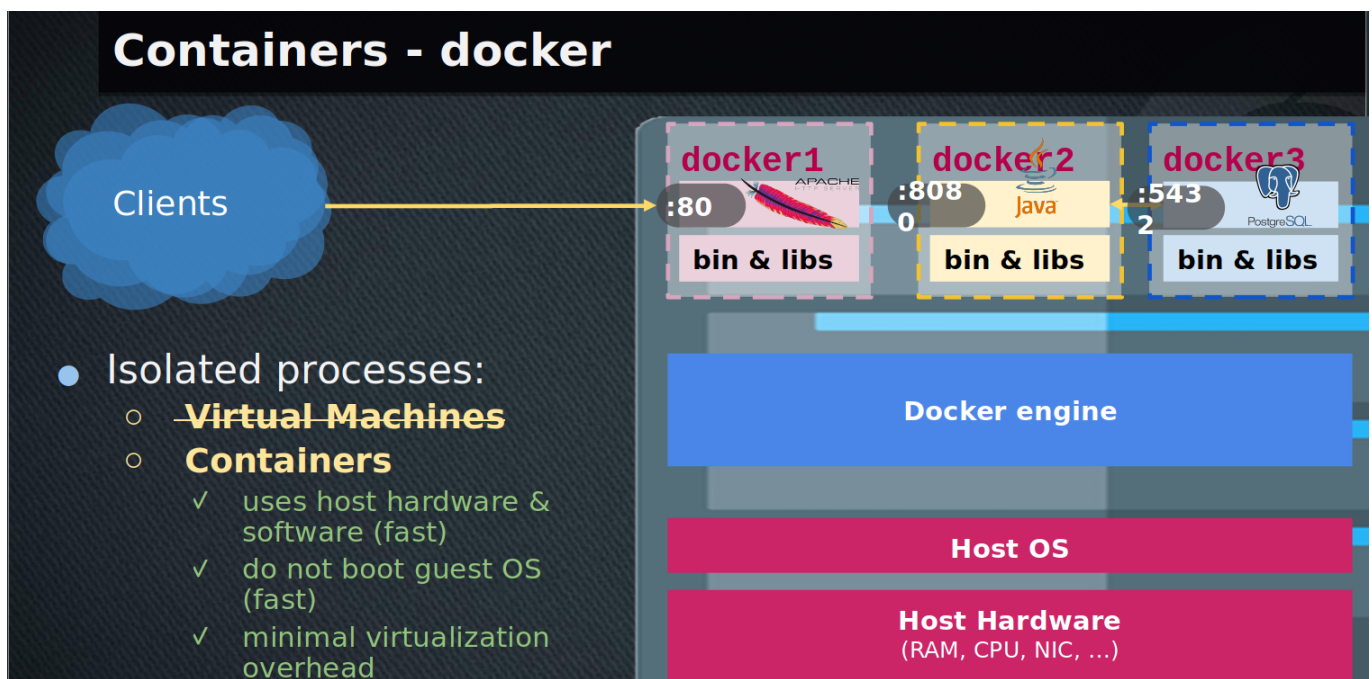 Containers - docker
Clients
docker1
docker2
docker3
APACHE
HTTP SERVER
:80
:808
0
Java
:543
2
PostgreSQL
bin & libs
bin & libs
bin & libs
Isolated processes:
Virtual Machines
Containers
uses host hardware &
software (fast)
do not boot guest OS
(fast)
minimal virtualization
overhead
Docker engine
Host OS
Host Hardware
(RAM, CPU, NIC, ...)